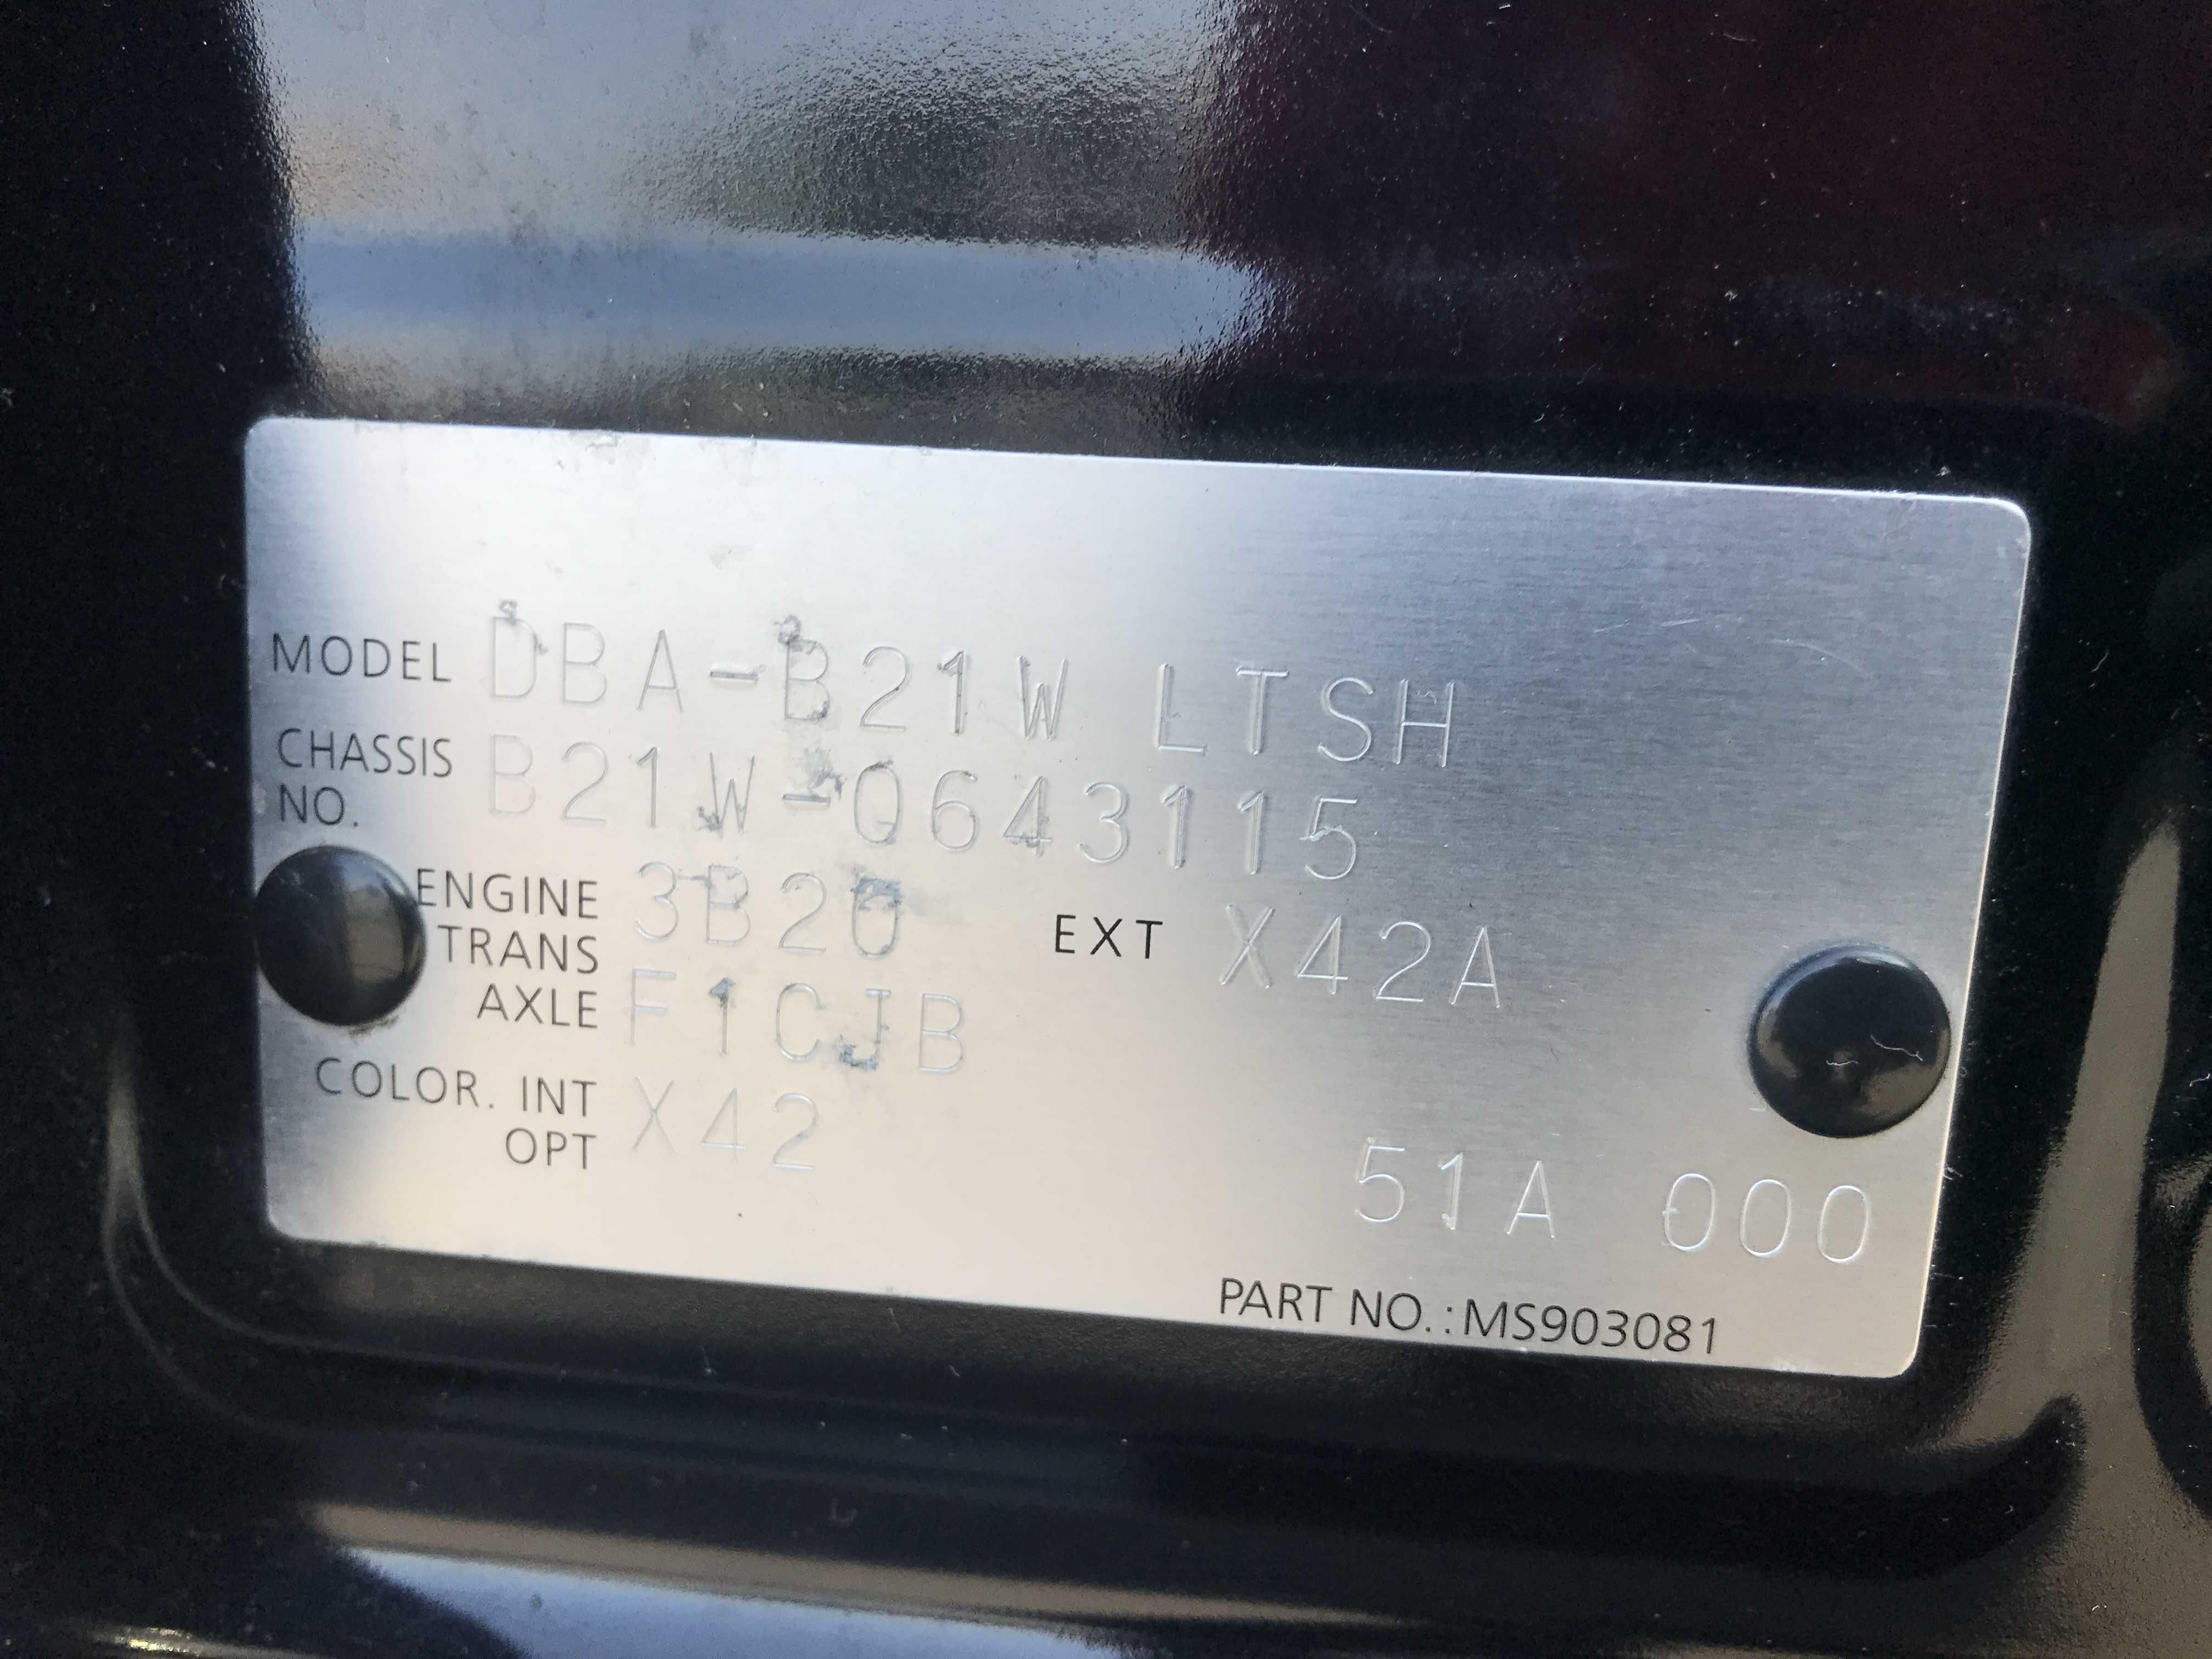 MODEL DBA-B21W LTSH
CHASSIS NO. B21W-0643115
ENGINE 3B20 EXT X42A
TRANS AXLE F1CJB
COLOR. INT OPT X42 51A 000
PART NO.:MS903081